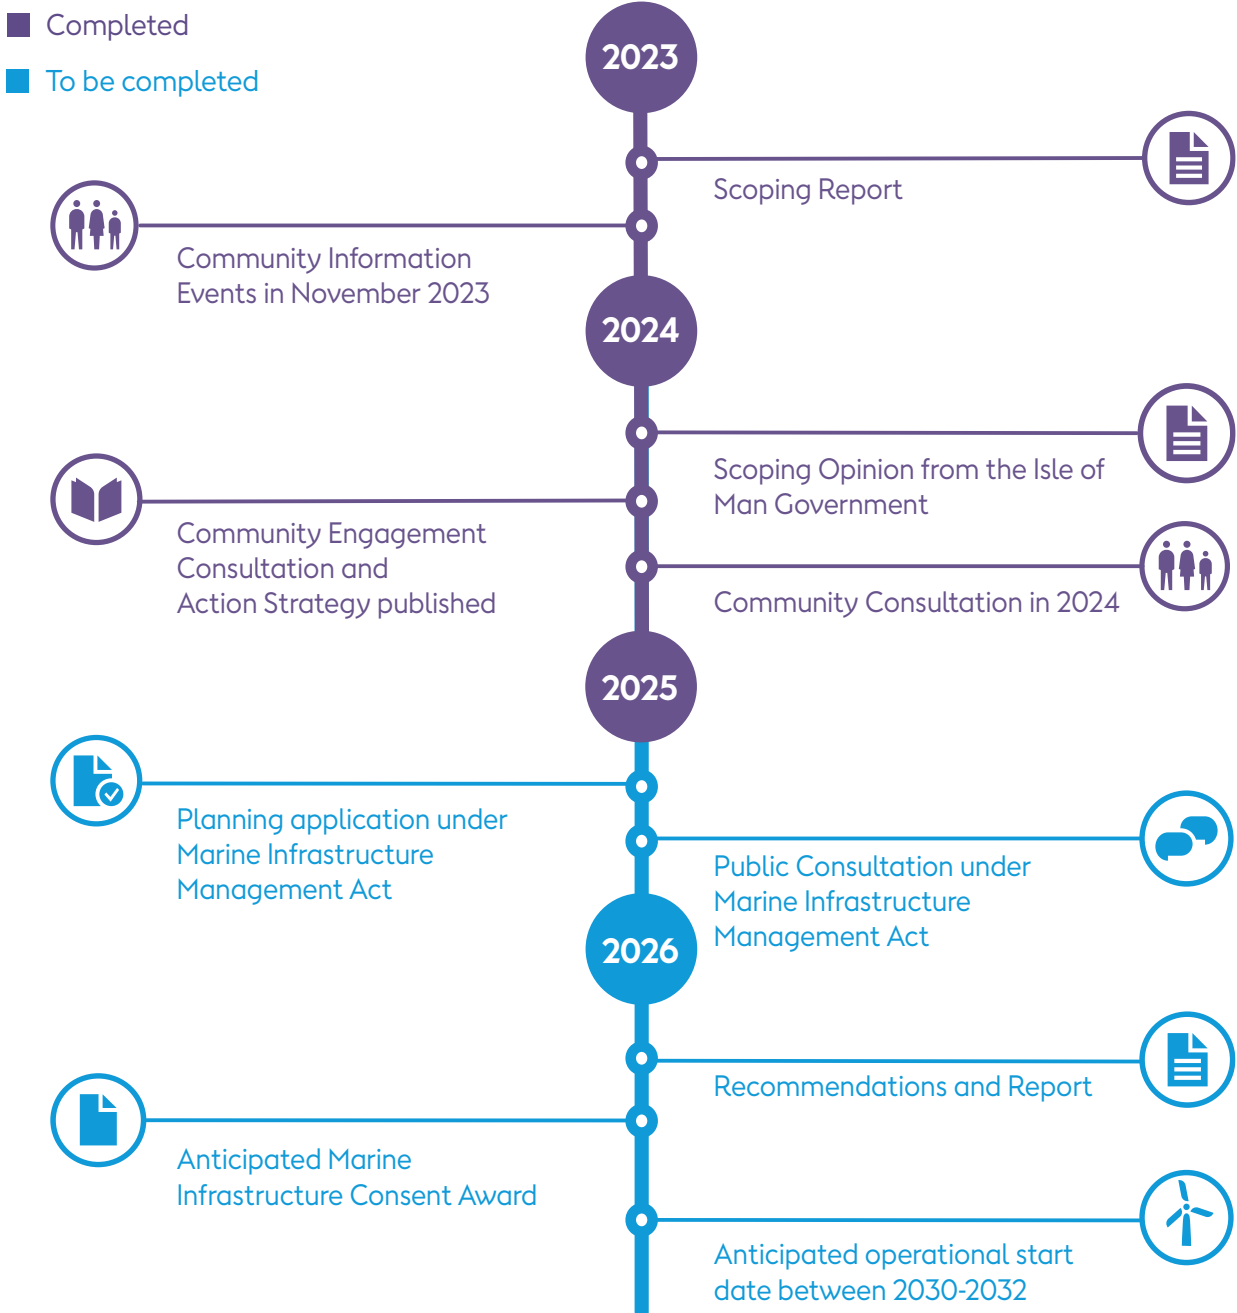 Completed
To be completed
2023
Scoping Report
Community Information
Events in November 2023
2024
Scoping Opinion from the Isle of
Man Government
Community Engagement
Consultation and
Action Strategy published
Community Consultation in 2024
2025
Planning application under
Marine Infrastructure
Management Act
Public Consultation under
Marine Infrastructure
Management Act
2026
Recommendations and Report
Anticipated Marine
Infrastructure Consent Award
Anticipated operational start
date between 2030-2032